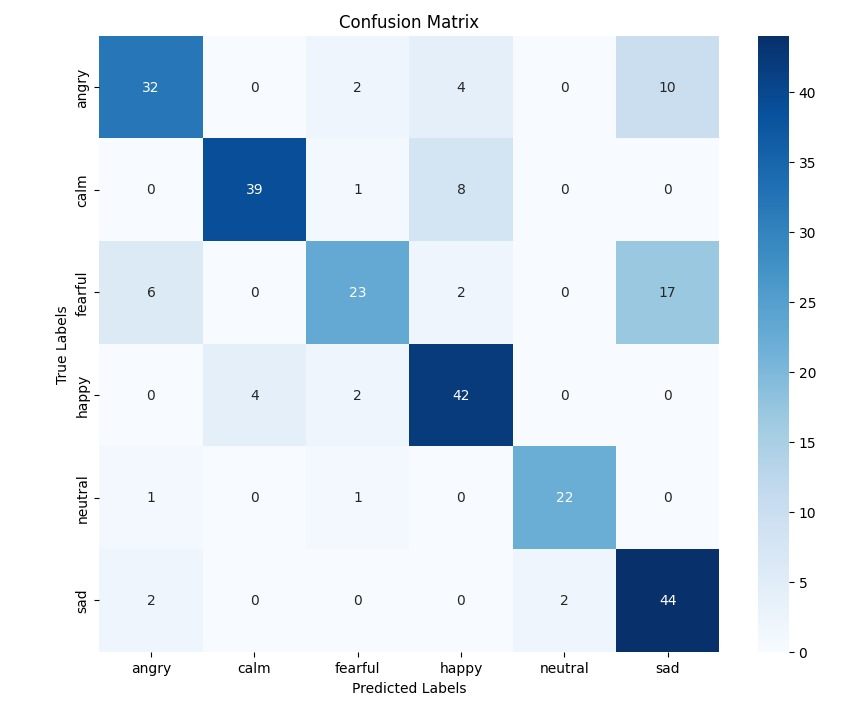 Confusion Matrix
angry 32 0 2 4 0 10
calm 0 39 1 8 0 0
fearful 6 0 23 2 0 17
happy 0 4 2 42 0 0
neutral 1 0 1 0 22 0
sad 2 0 0 0 2 44
angry calm fearful happy neutral sad
Predicted Labels
True Labels
40
35
30
25
20
15
10
5
0